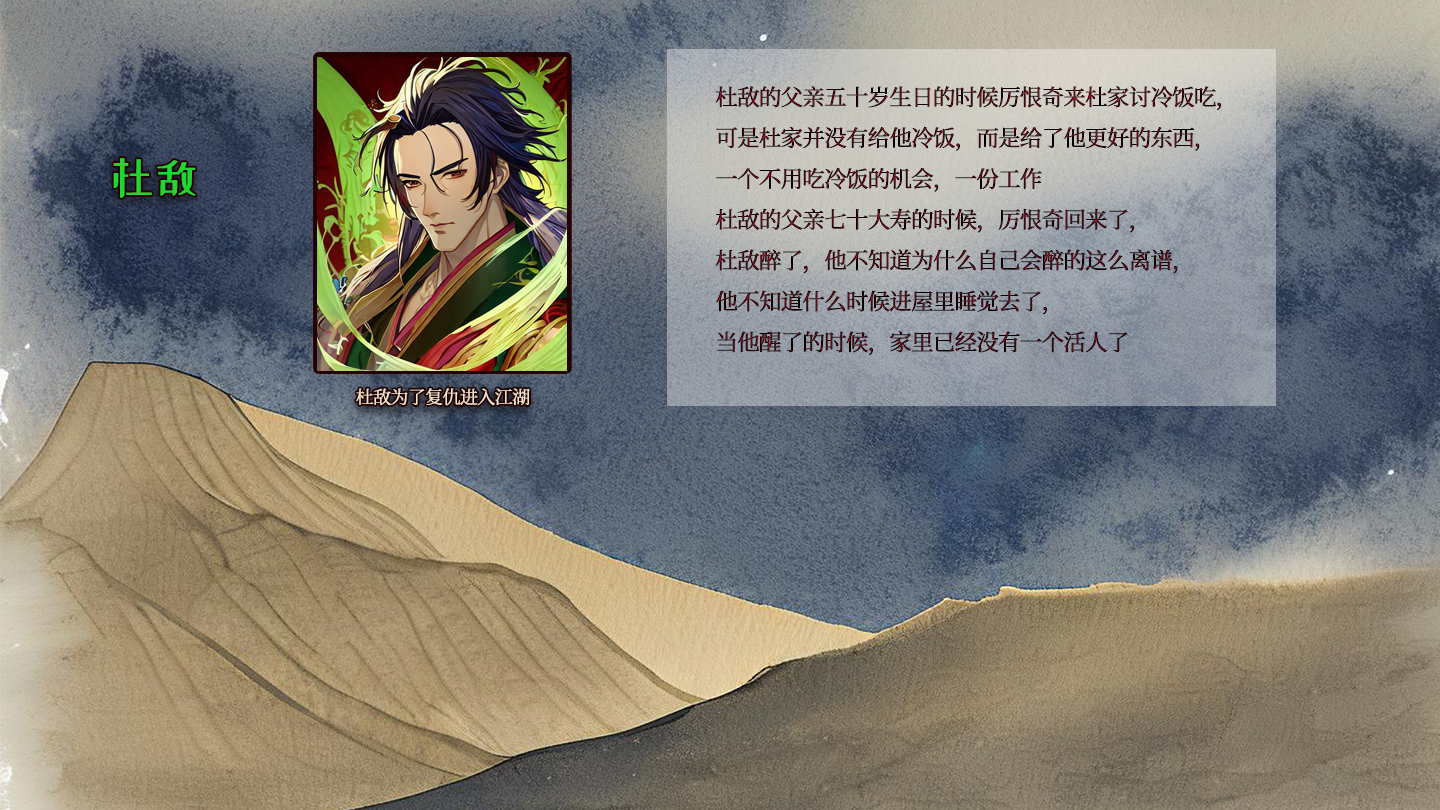 杜敌
杜敌为了复仇进入江湖
杜敌的父亲五十岁生日的时候厉恨奇来杜家讨冷饭吃，
可是杜家并没有给他冷饭，而是给了他更好的东西，
一个不用吃冷饭的机会，一份工作
杜敌的父亲七十大寿的时候，厉恨奇回来了，
杜敌醉了，他不知道为什么自己会醉的这么离谱，
他不知道什么时候进屋里睡觉去了，
当他醒了的时候，家里已经没有一个活人了